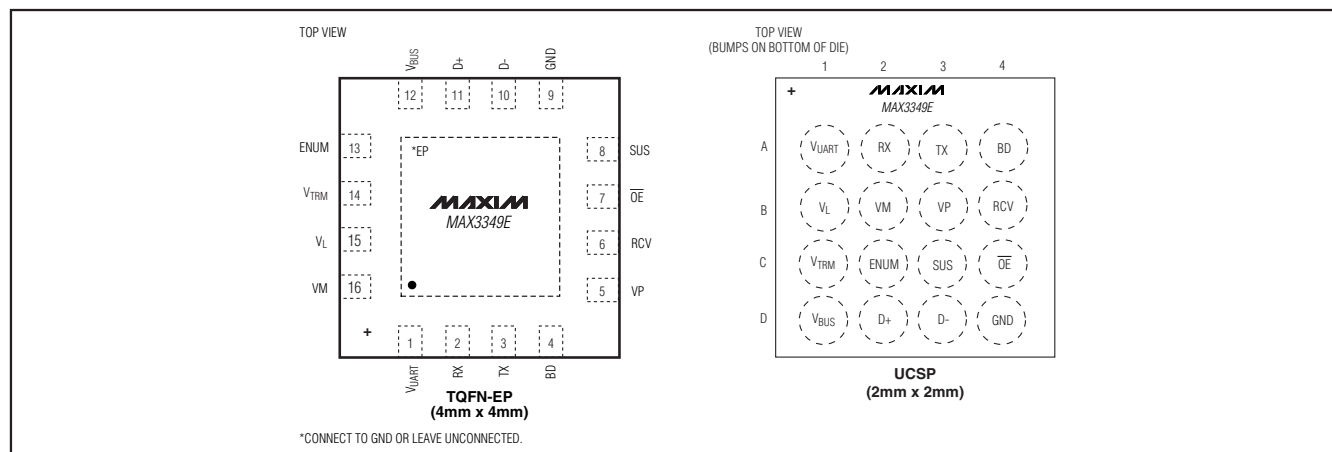 TOP VIEW
VBUS
D+
D-
GND
12
11
10
9
ENUM
13
*EP
8
SUS
VTRM
14
MAXIM
MAX3349E
7
OE
VL
15
6
RCV
VM
16
5
VP
+
1
2
3
4
VUART
RX
TX
BD
TQFN-EP
(4mm x 4mm)
*CONNECT TO GND OR LEAVE UNCONNECTED.
TOP VIEW
(BUMPS ON BOTTOM OF DIE)
1 2 3 4
+
MAXIM
MAX3349E
A VUART RX TX BD
B VL VM VP RCV
C VTRM ENUM SUS OE
D VBUS D+ D- GND
UCSP
(2mm x 2mm)